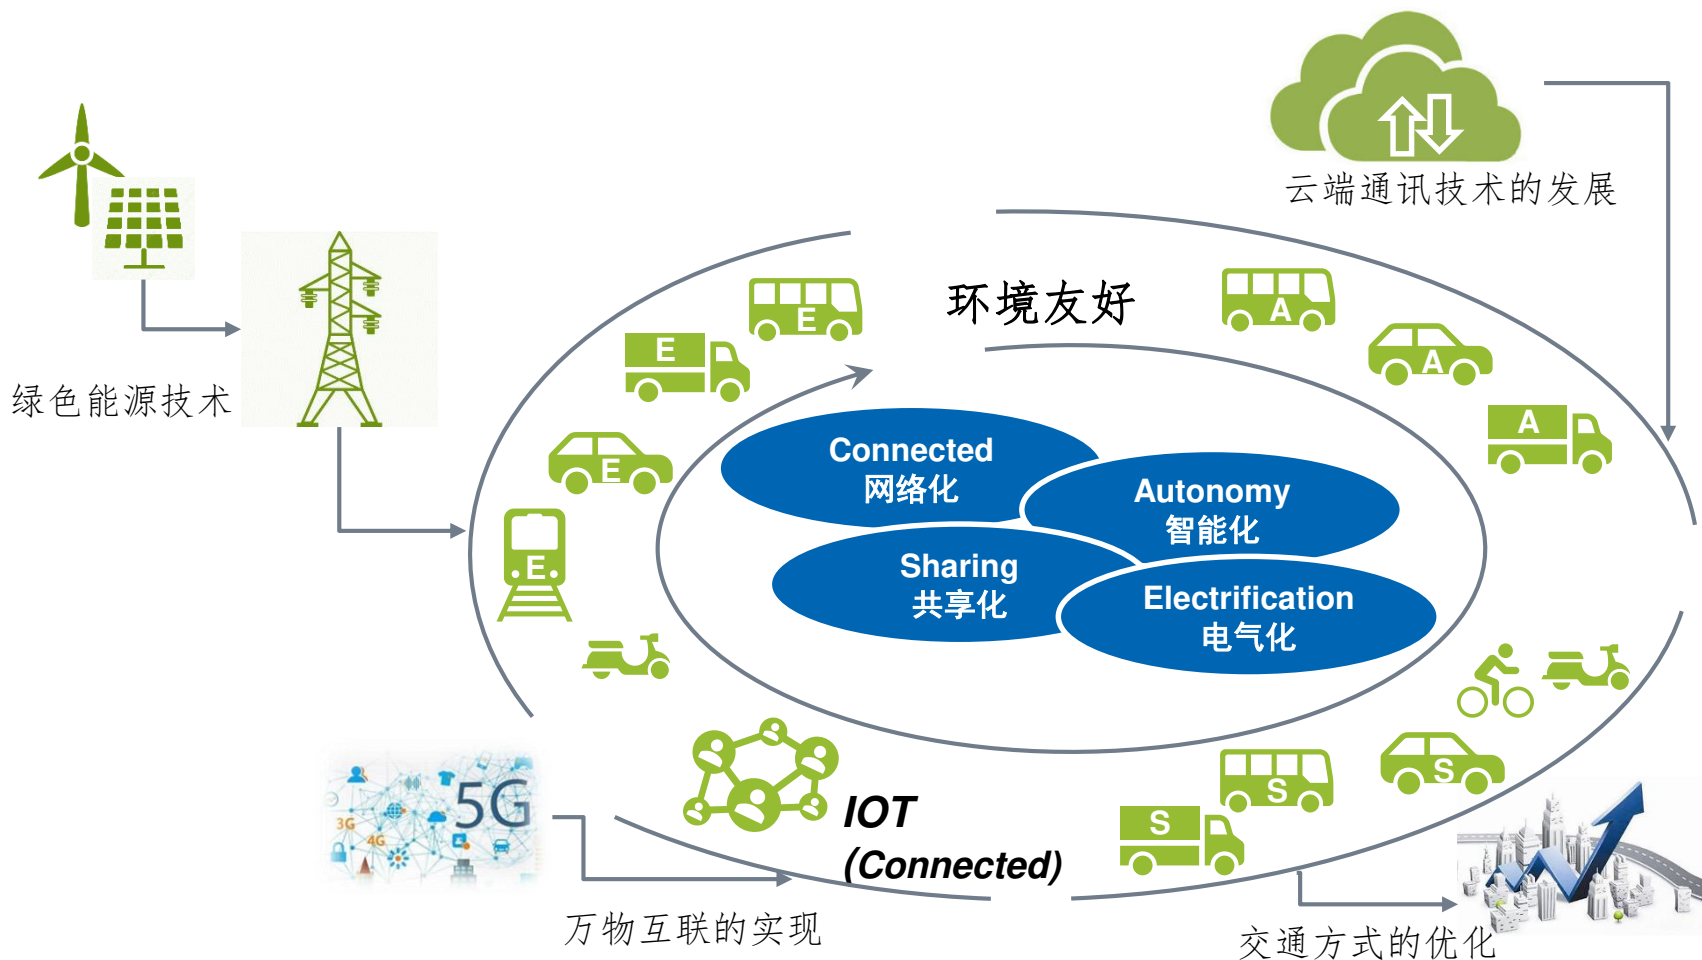 云端通讯技术的发展
环境友好
E
A
E
A
绿色能源技术
A
E
Connected
网络化
Autonomy
智能化
E
Sharing
共享化
Electrification
电气化
5G
3G
4G
IOT
(Connected)
S
S
S
万物互联的实现
交通方式的优化